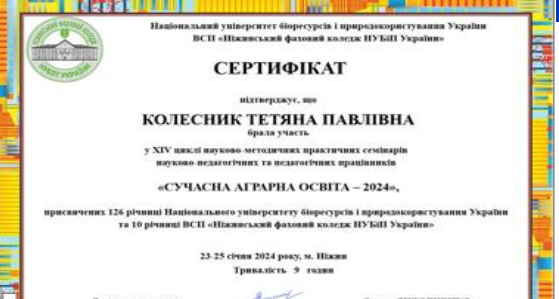 Національний університет біоресурсів і природокористування України
ВСП «Ніжинський фаховий коледж НУБіП України»
СЕРТИФІКАТ
підтверджує, що
КОЛЕСНИК ТЕТЯНА ПАВЛІВНА
брала участь
у XIV циклі науково-методичних практичних семінарів
науково-педагогічних та педагогічних працівників
«СУЧАСНА АГРАРНА ОСВІТА – 2024»,
присвячених 126 річниці Національного університету біоресурсів і природокористування України
та 10 річниці ВСП «Ніжинський фаховий коледж НУБіП України»
23-25 січня 2024 року, м. Ніжин
Тривалість 9 годин